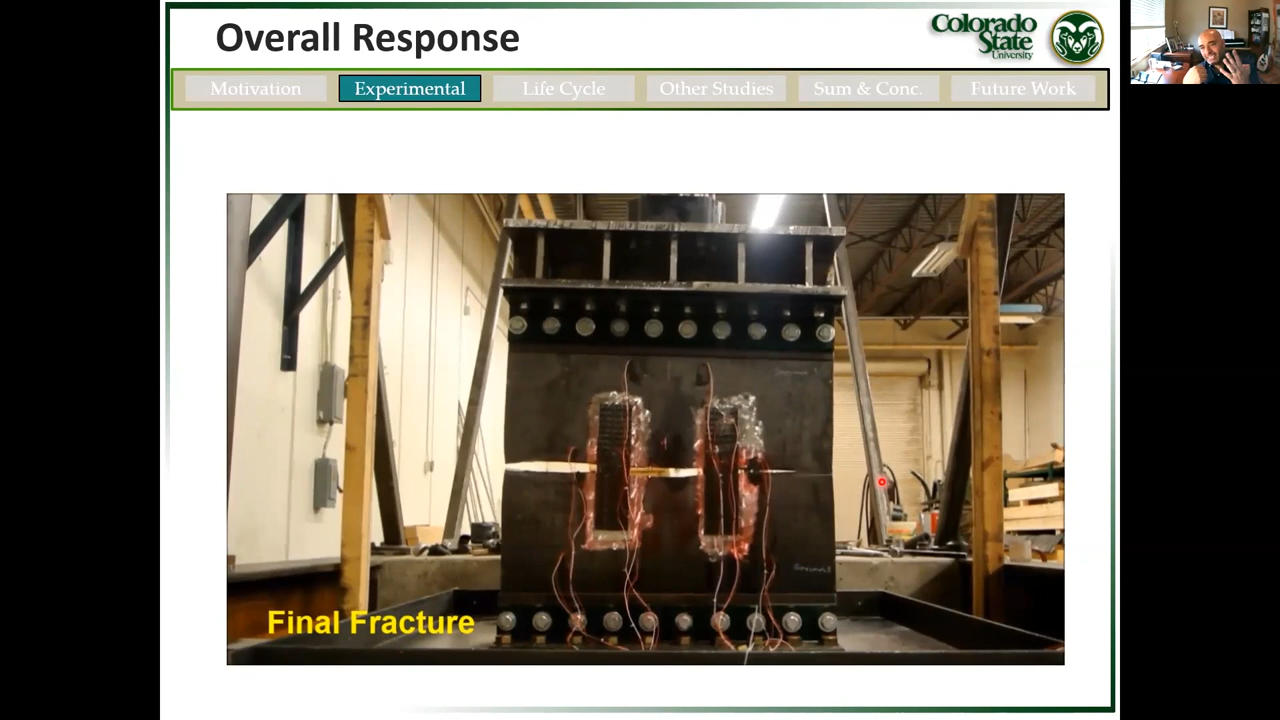 Overall Response
Colorado
State
University
Motivation
Experimental
Life Cycle
Other Studies
Sum & Conc.
Future Work
Final Fracture